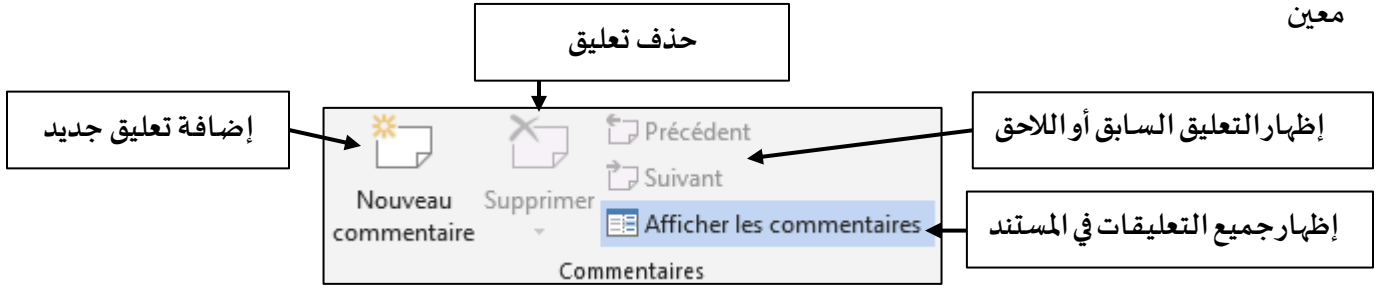 معين
حذف تعليق
إضافة تعليق جديد
إظهار التعليق السابق أو اللاحق
إظهار جميع التعليقات في المستند
Précédent
Suivant
Nouveau commentaire
Supprimer
Afficher les commentaires
Commentaires